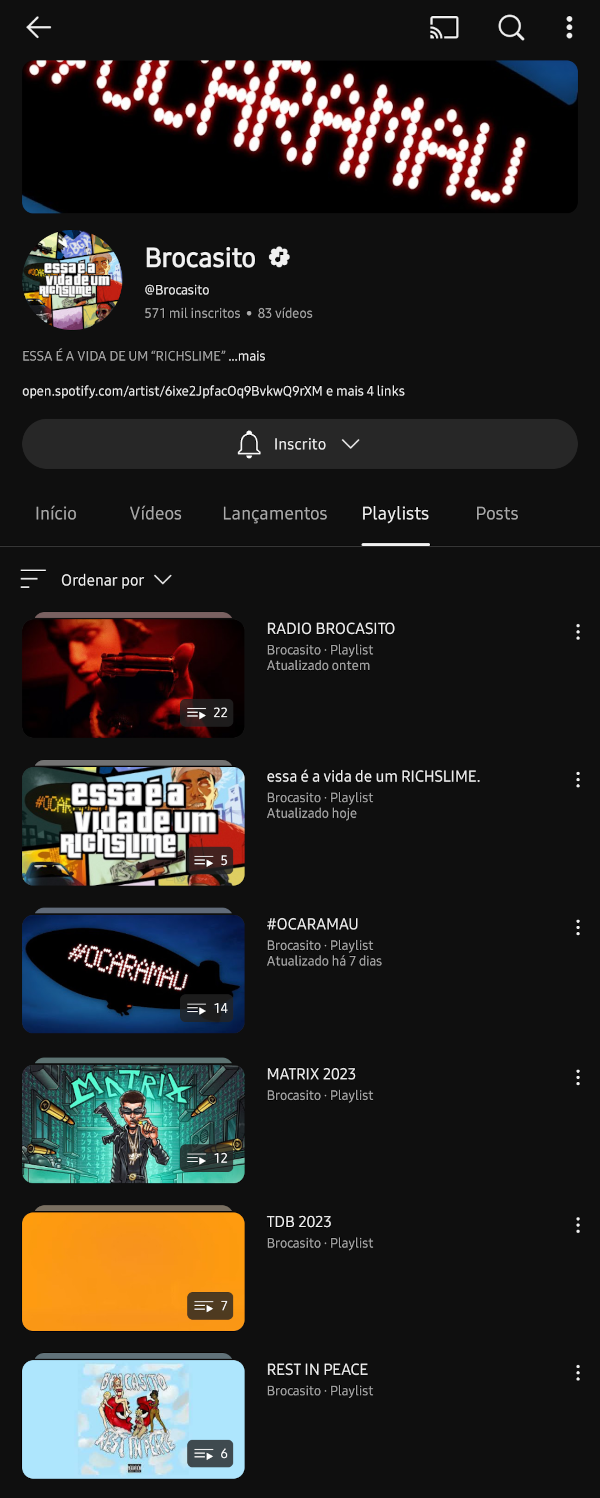 #OCARAMAU
Brocasito
@Brocasito
571 mil inscritos • 83 vídeos
ESSA É A VIDA DE UM “RICHSLIME” ...mais
open.spotify.com/artist/6ixe2JpfacOq9BvkwQ9rXM e mais 4 links
Inscrito
Início Vídeos Lançamentos Playlists Posts
Ordenar por
RADIO BROCASITO
Brocasito · Playlist
Atualizado ontem
22
essa é a vida de um RICHSLIME.
Brocasito · Playlist
Atualizado hoje
essa é a
vida de um
RICHSLIME
5
#OCARAMAU
Brocasito · Playlist
Atualizado há 7 dias
#OCARAMAU
14
MATRIX 2023
Brocasito · Playlist
MATRIX
12
TDB 2023
Brocasito · Playlist
7
REST IN PEACE
Brocasito · Playlist
BROCASITO
REST IN PEACE
6